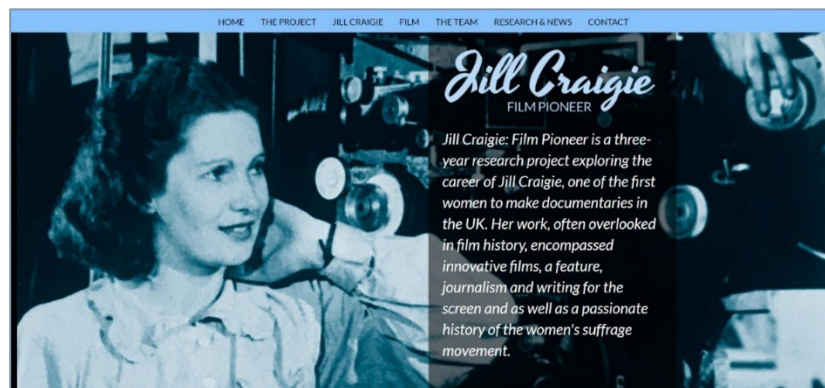 HOME THE PROJECT JILL CRAIGIE FILM THE TEAM RESEARCH & NEWS CONTACT
Jill Craigie
FILM PIONEER
Jill Craigie: Film Pioneer is a three-
year research project exploring the
career of Jill Craigie, one of the first
women to make documentaries in
the UK. Her work, often overlooked
in film history, encompassed
innovative films, a feature,
journalism and writing for the
screen and as well as a passionate
history of the women's suffrage
movement.